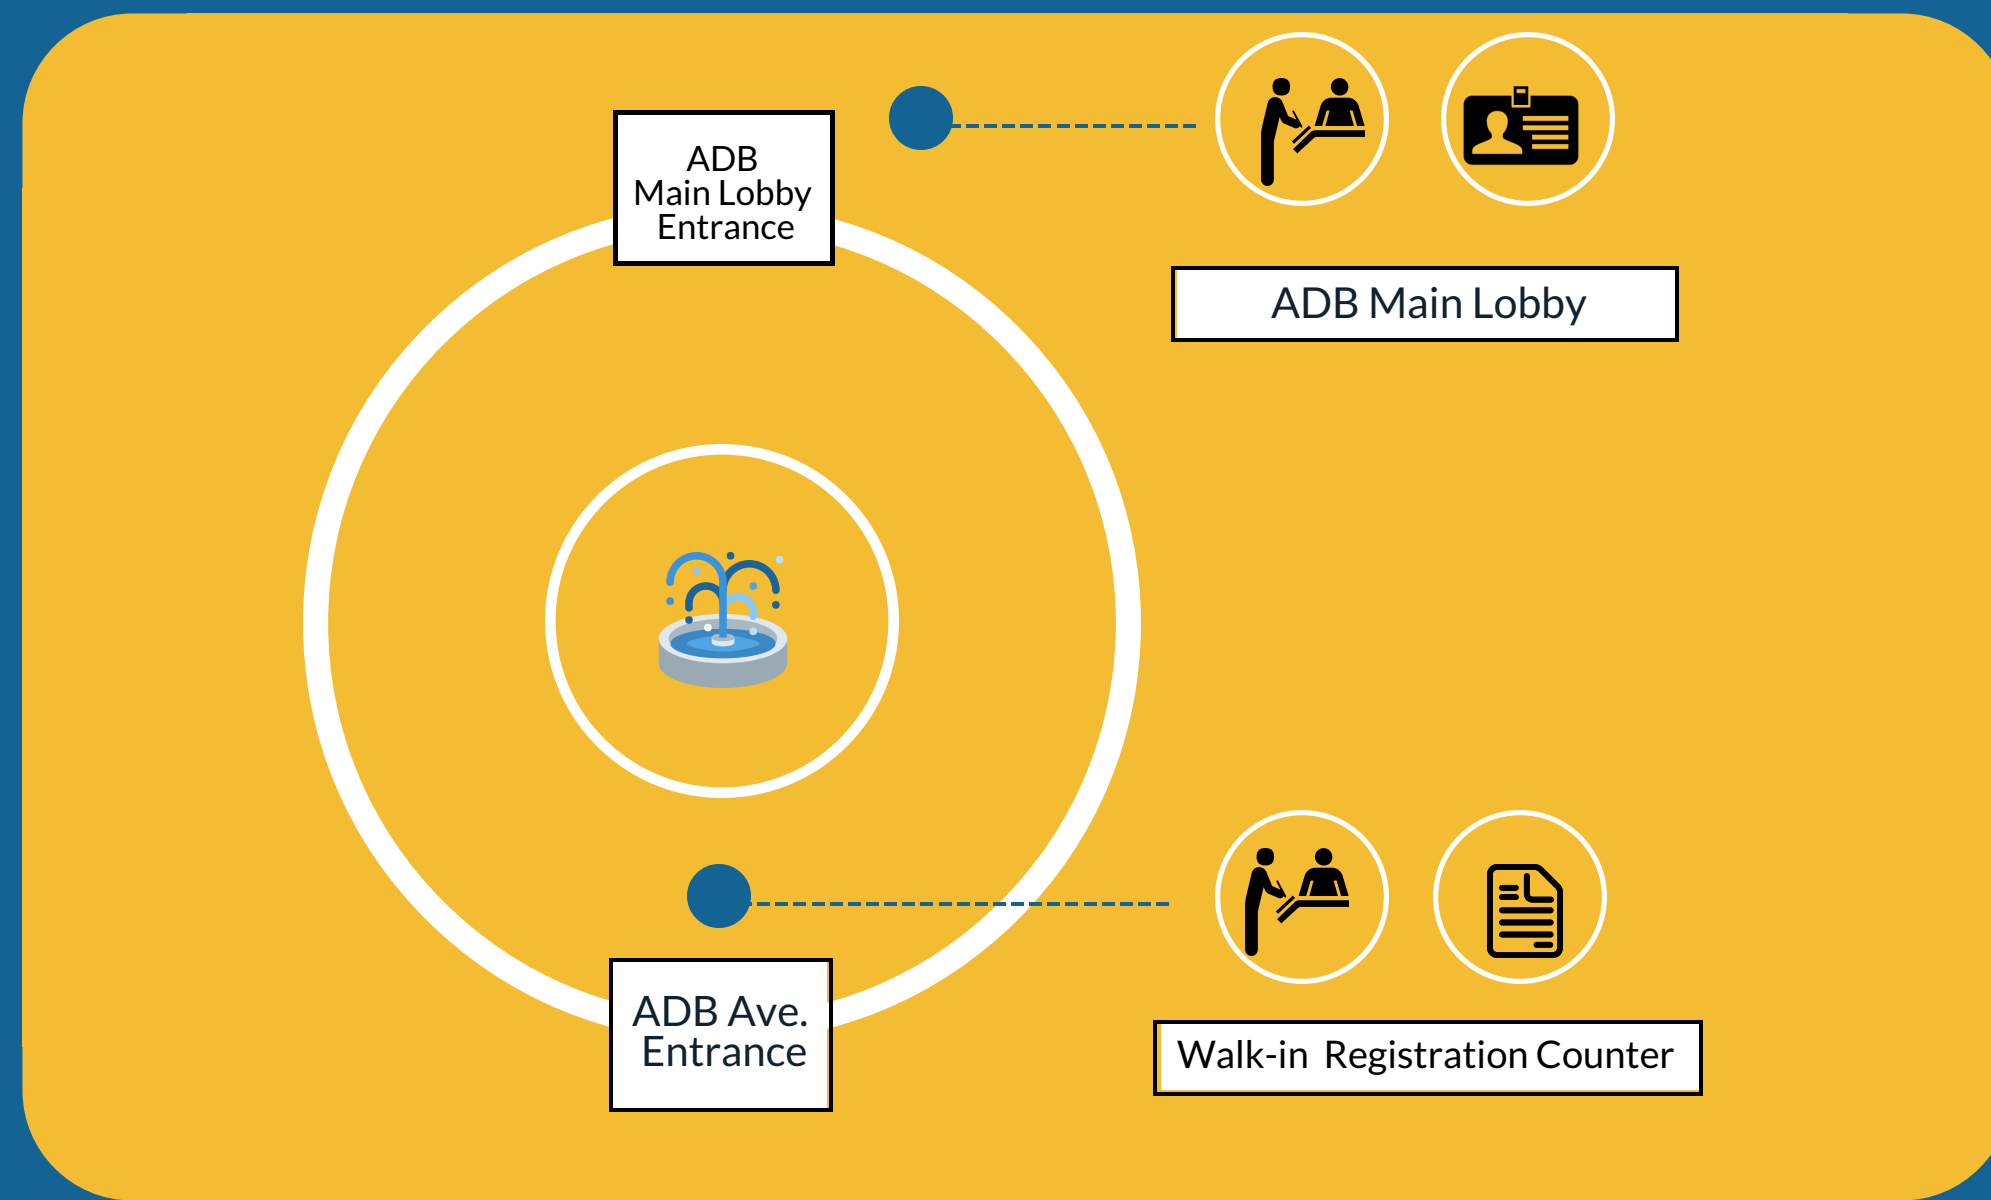 ADB
Main Lobby
Entrance
ADB Main Lobby
ADB Ave.
Entrance
Walk-in Registration Counter